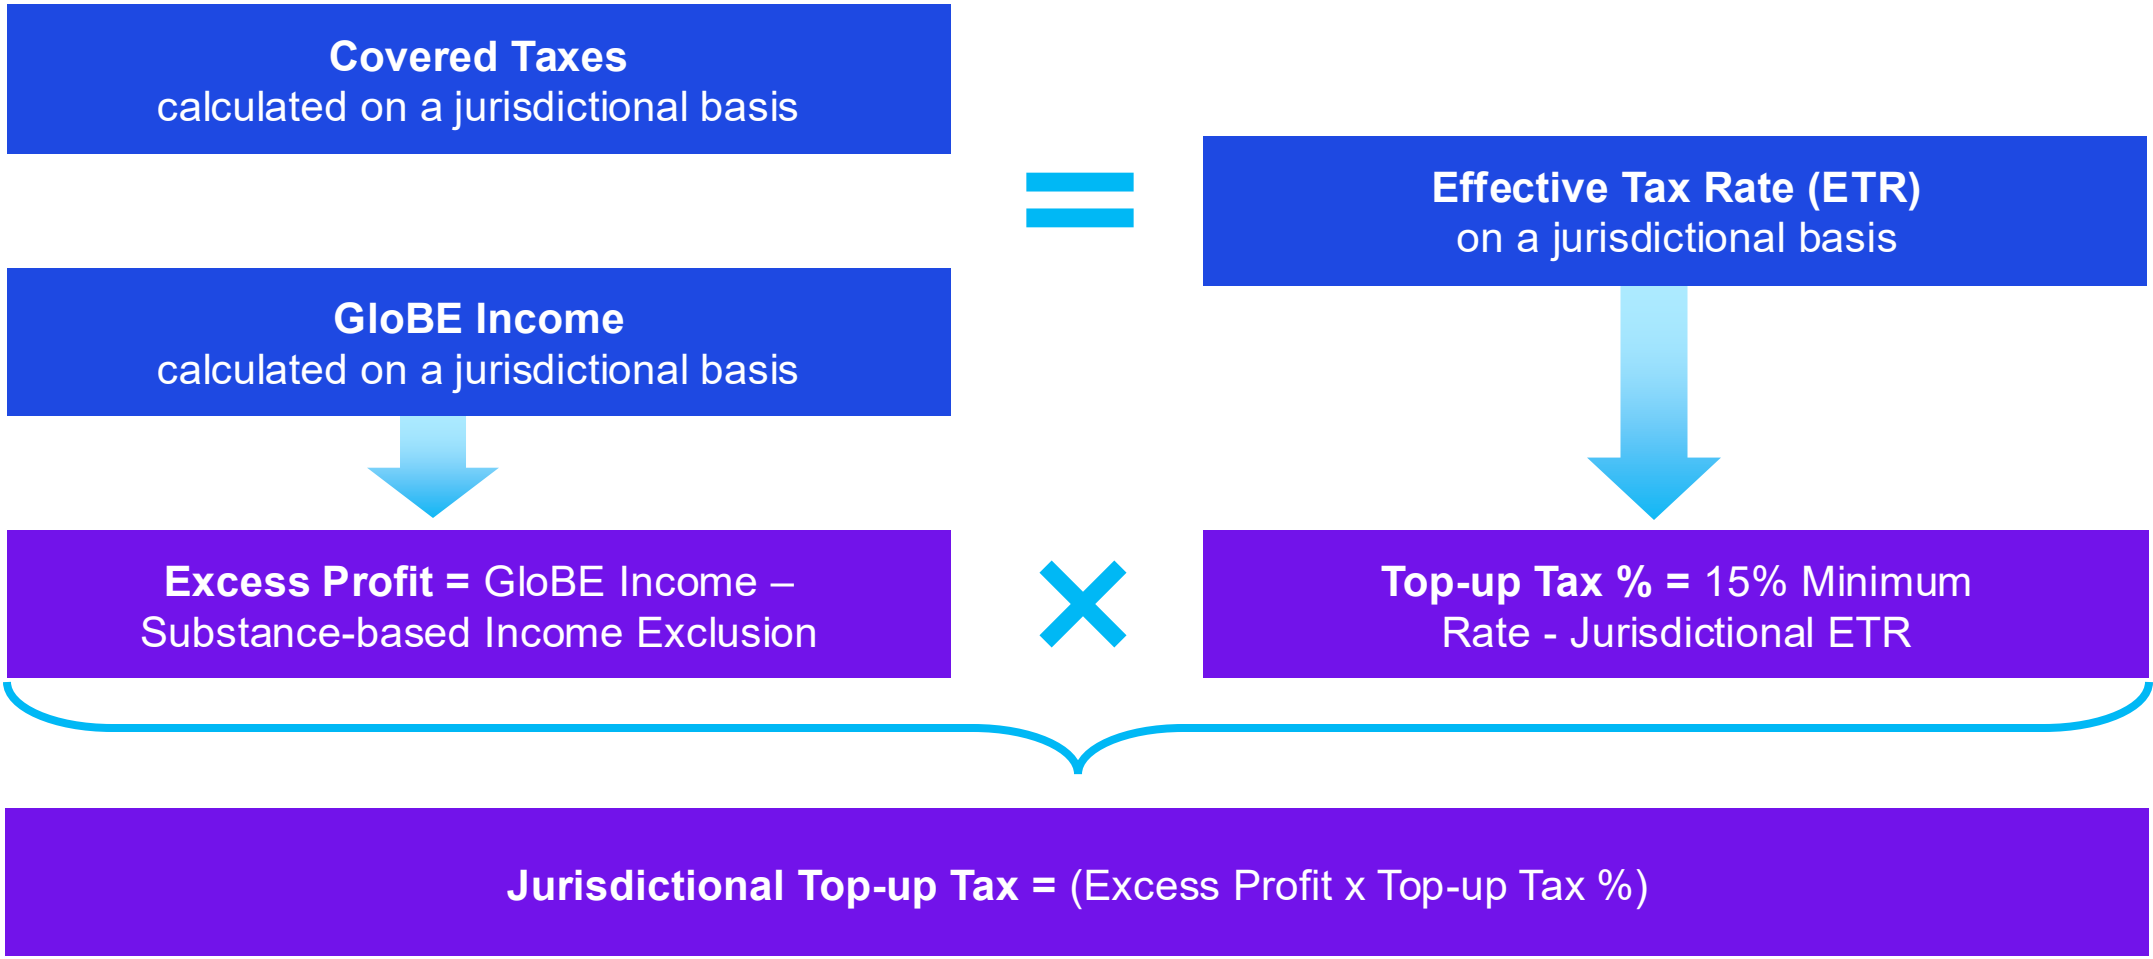 Covered Taxes
calculated on a jurisdictional basis
Effective Tax Rate (ETR)
on a jurisdictional basis
GloBE Income
calculated on a jurisdictional basis
Excess Profit = GloBE Income –
Substance-based Income Exclusion
Top-up Tax % = 15% Minimum
Rate - Jurisdictional ETR
Jurisdictional Top-up Tax = (Excess Profit x Top-up Tax %)